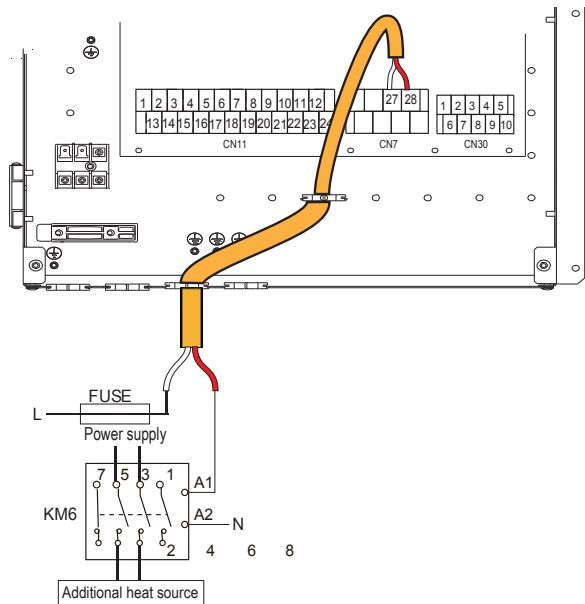 1 2 3 4 5 6 7 8 9 10 11 12
13 14 15 16 17 18 19 20 21 22 23 24
CN11
27 28
CN7
1 2 3 4 5
6 7 8 9 10
CN30
FUSE
L
Power supply
7 5 3 1
A1
KM6
A2
N
2 4 6 8
Additional heat source